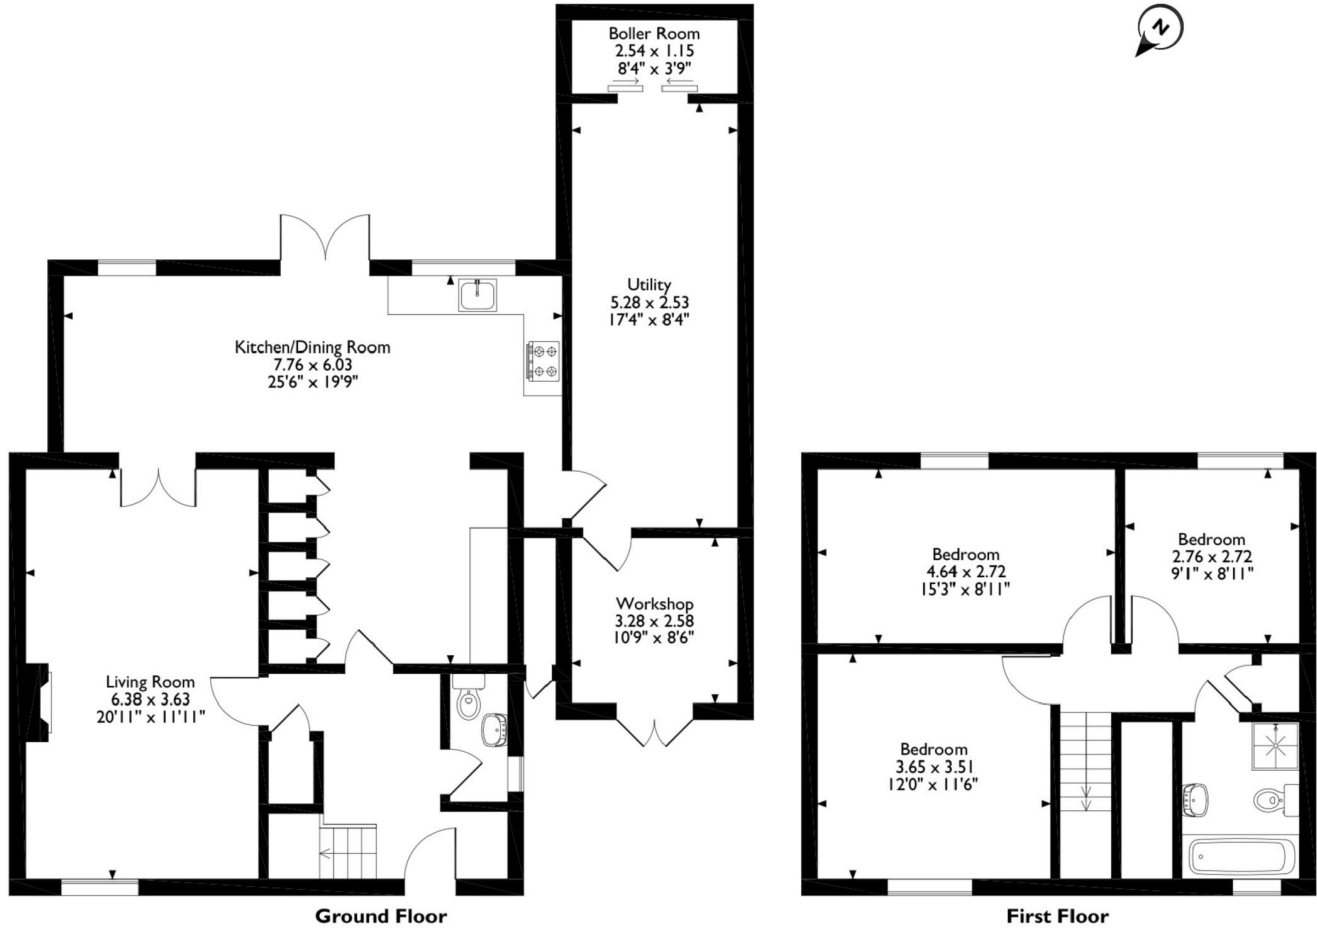 Boller Room
2.54 x 1.15
8'4" x 3'9"
N
Utility
5.28 x 2.53
17'4" x 8'4"
Kitchen/Dining Room
7.76 x 6.03
25'6" x 19'9"
Workshop
3.28 x 2.58
10'9" x 8'6"
Living Room
6.38 x 3.63
20'11" x 11'11"
Ground Floor
Bedroom
4.64 x 2.72
15'3" x 8'11"
Bedroom
2.76 x 2.72
9'1" x 8'11"
Bedroom
3.65 x 3.51
12'0" x 11'6"
First Floor